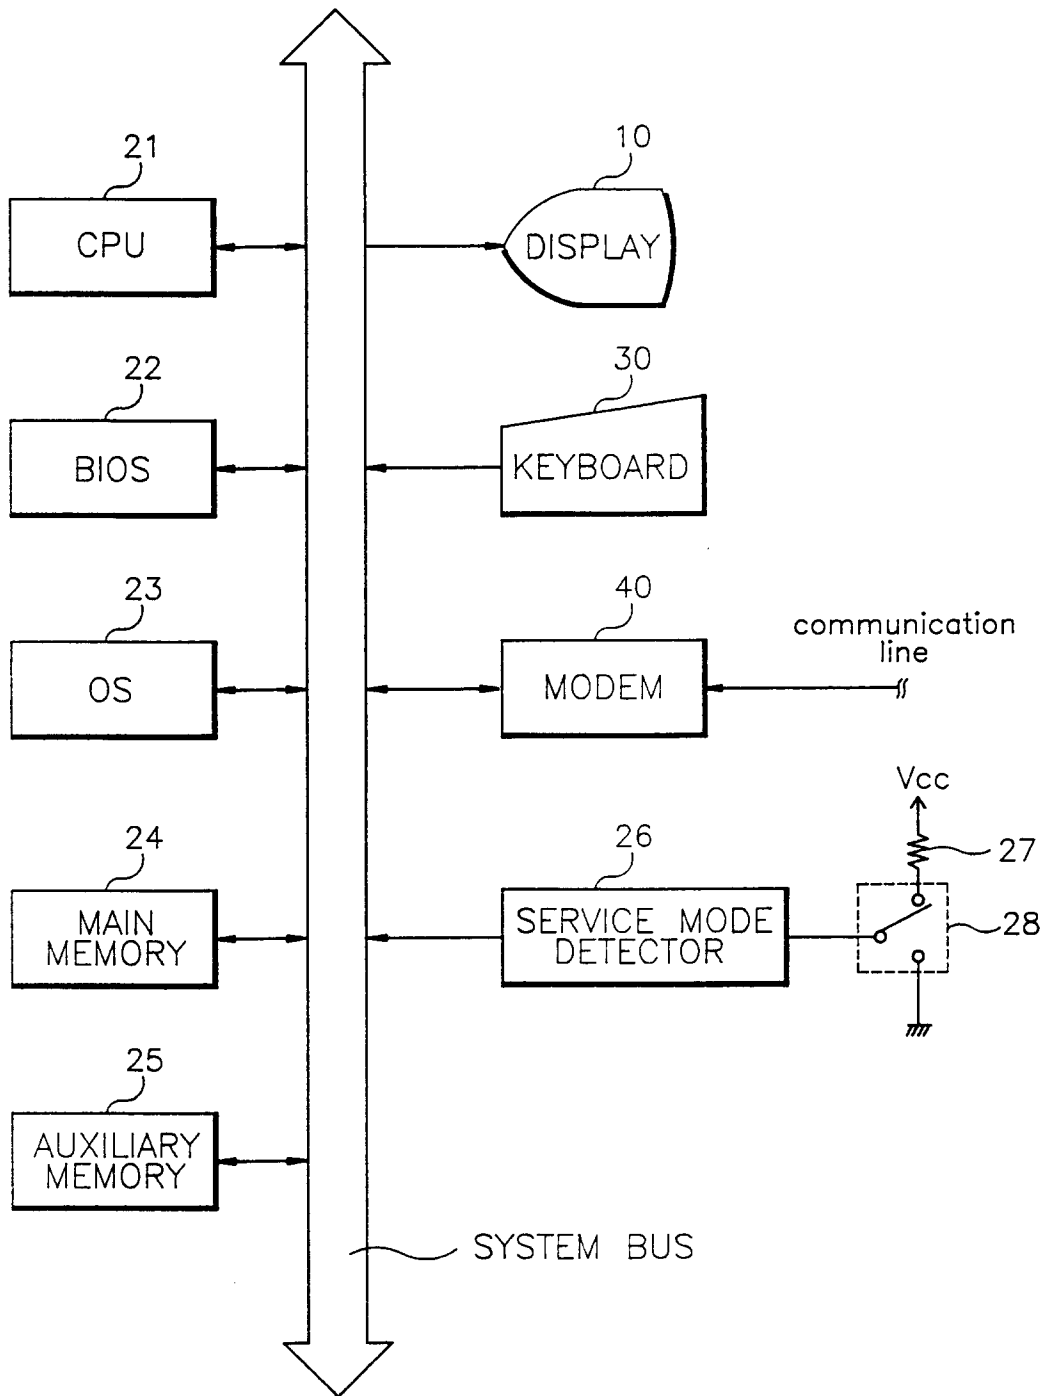 21
CPU
10
DISPLAY
22
BIOS
30
KEYBOARD
23
OS
40
MODEM
communication
line
24
MAIN
MEMORY
26
SERVICE MODE
DETECTOR
Vcc
27
28
25
AUXILIARY
MEMORY
SYSTEM BUS